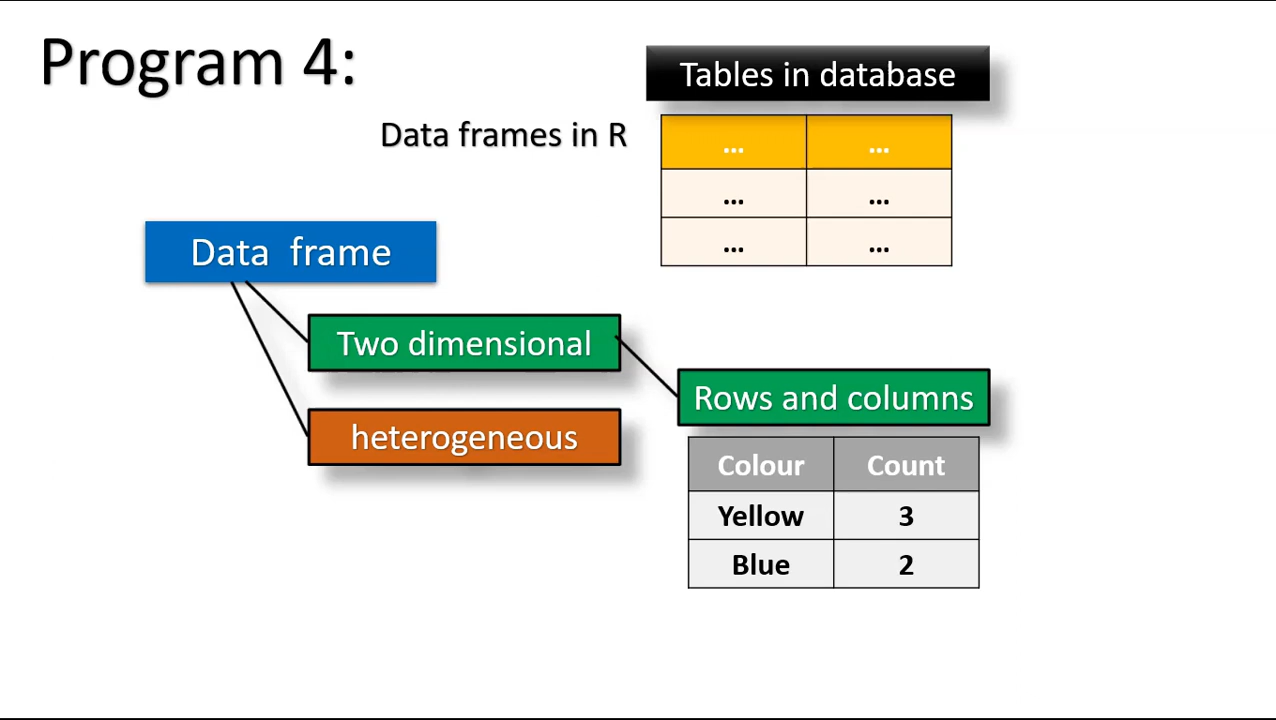 Program 4:
Tables in database
Data frames in R
... ...
... ...
... ...
Data frame
Two dimensional
Rows and columns
heterogeneous
Colour Count
Yellow 3
Blue 2